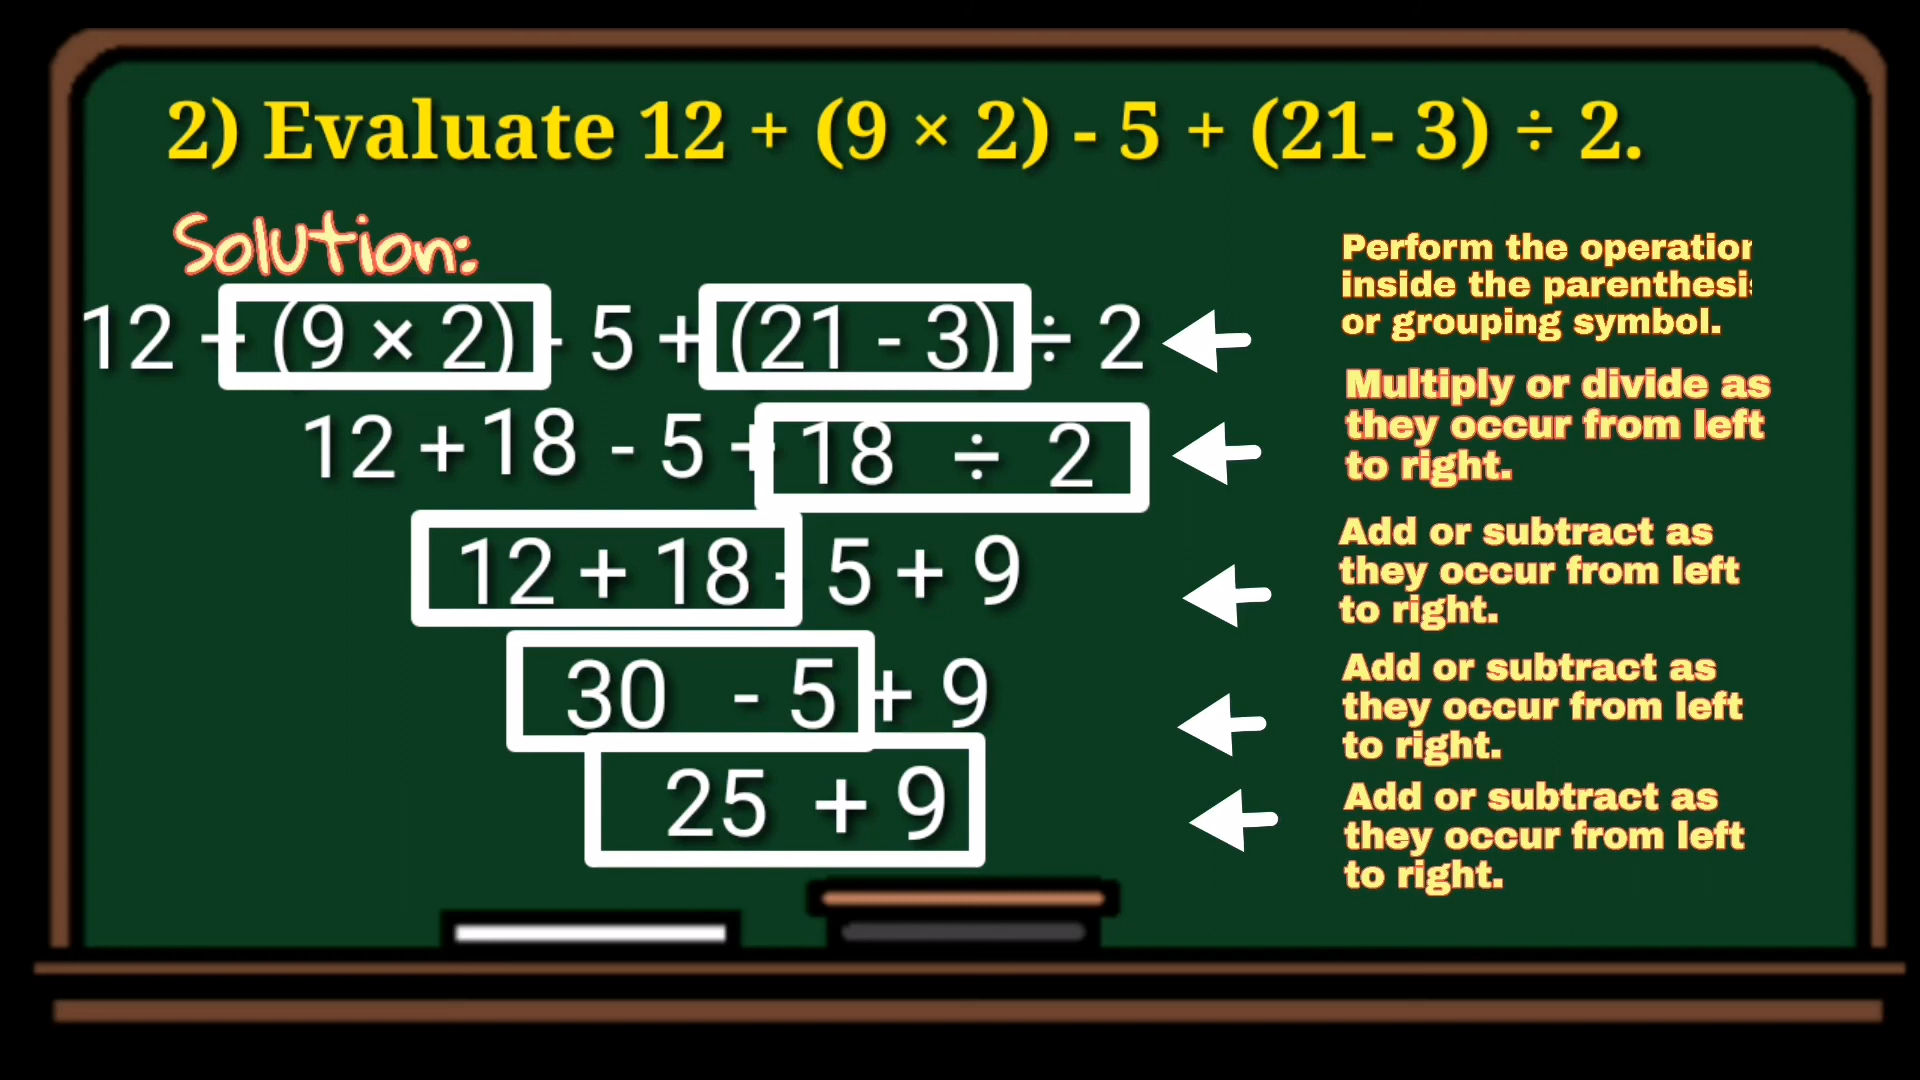 2) Evaluate 12 + (9 × 2) - 5 + (21- 3) ÷ 2.
Solution:
12 + (9 × 2) - 5 + (21 - 3) ÷ 2
Perform the operation
inside the parenthesis
or grouping symbol.
12 + 18 - 5 + 18 ÷ 2
Multiply or divide as
they occur from left
to right.
12 + 18 - 5 + 9
Add or subtract as
they occur from left
to right.
30 - 5 + 9
Add or subtract as
they occur from left
to right.
25 + 9
Add or subtract as
they occur from left
to right.